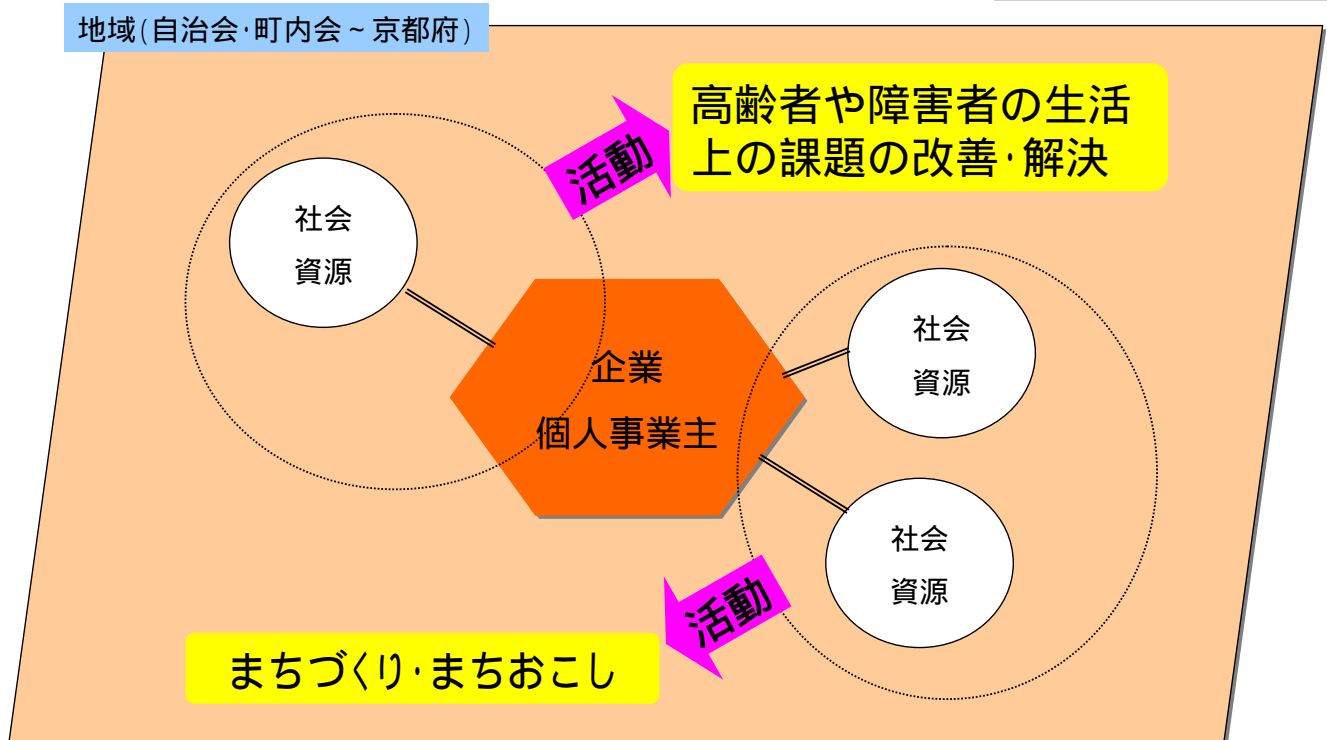 地域(自治会･町内会～京都府)
高齢者や障害者の生活
上の課題の改善･解決
活動
社会
資源
社会
資源
企業
個人事業主
社会
資源
活動
まちづくり･まちおこし